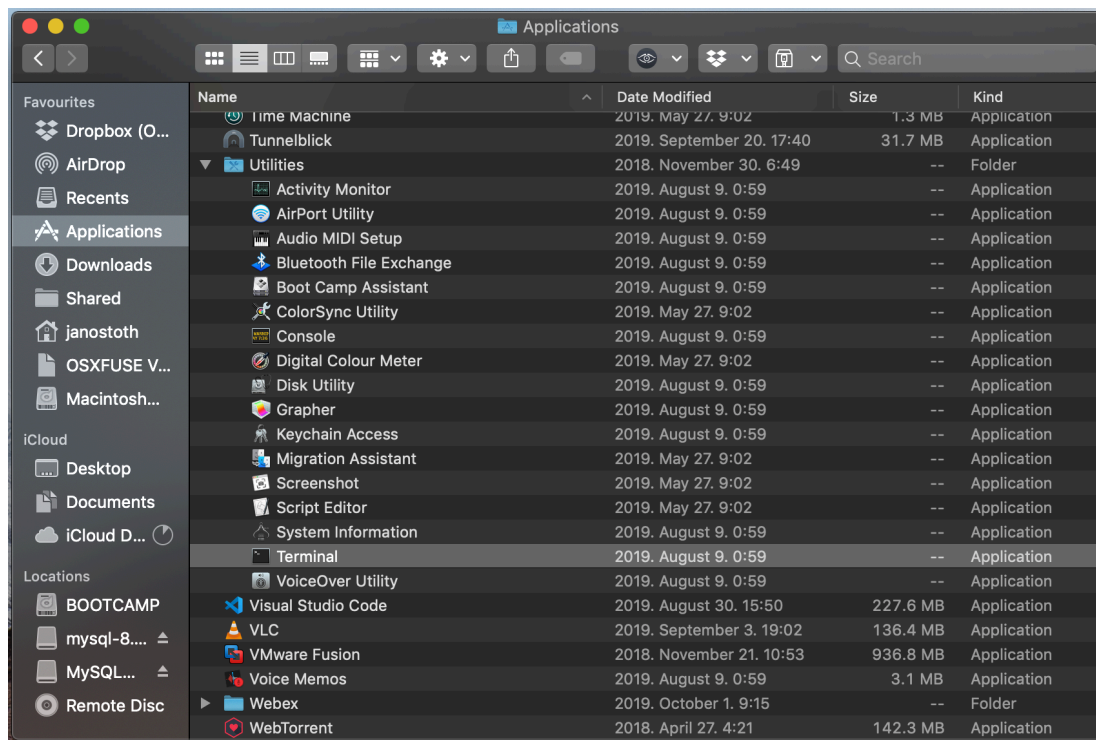 Applications
Search
Favourites
Dropbox (O...
AirDrop
Recents
Applications
Downloads
Shared
janostoth
OSXFUSE V...
Macintosh...
iCloud
Desktop
Documents
iCloud D...
Locations
BOOTCAMP
mysql-8....
MySQL...
Remote Disc
Name Date Modified Size Kind
Time Machine 2019. May 27. 9:02 1.3 MB Application
Tunnelblick 2019. September 20. 17:40 31.7 MB Application
Utilities 2018. November 30. 6:49 -- Folder
Activity Monitor 2019. August 9. 0:59 -- Application
AirPort Utility 2019. August 9. 0:59 -- Application
Audio MIDI Setup 2019. August 9. 0:59 -- Application
Bluetooth File Exchange 2019. August 9. 0:59 -- Application
Boot Camp Assistant 2019. August 9. 0:59 -- Application
ColorSync Utility 2019. May 27. 9:02 -- Application
Console 2019. August 9. 0:59 -- Application
Digital Colour Meter 2019. May 27. 9:02 -- Application
Disk Utility 2019. August 9. 0:59 -- Application
Grapher 2019. August 9. 0:59 -- Application
Keychain Access 2019. August 9. 0:59 -- Application
Migration Assistant 2019. May 27. 9:02 -- Application
Screenshot 2019. May 27. 9:02 -- Application
Script Editor 2019. May 27. 9:02 -- Application
System Information 2019. August 9. 0:59 -- Application
Terminal 2019. August 9. 0:59 -- Application
VoiceOver Utility 2019. August 9. 0:59 -- Application
Visual Studio Code 2019. August 30. 15:50 227.6 MB Application
VLC 2019. September 3. 19:02 136.4 MB Application
VMware Fusion 2018. November 21. 10:53 936.8 MB Application
Voice Memos 2019. August 9. 0:59 3.1 MB Application
Webex 2019. October 1. 9:15 -- Folder
WebTorrent 2018. April 27. 4:21 142.3 MB Application